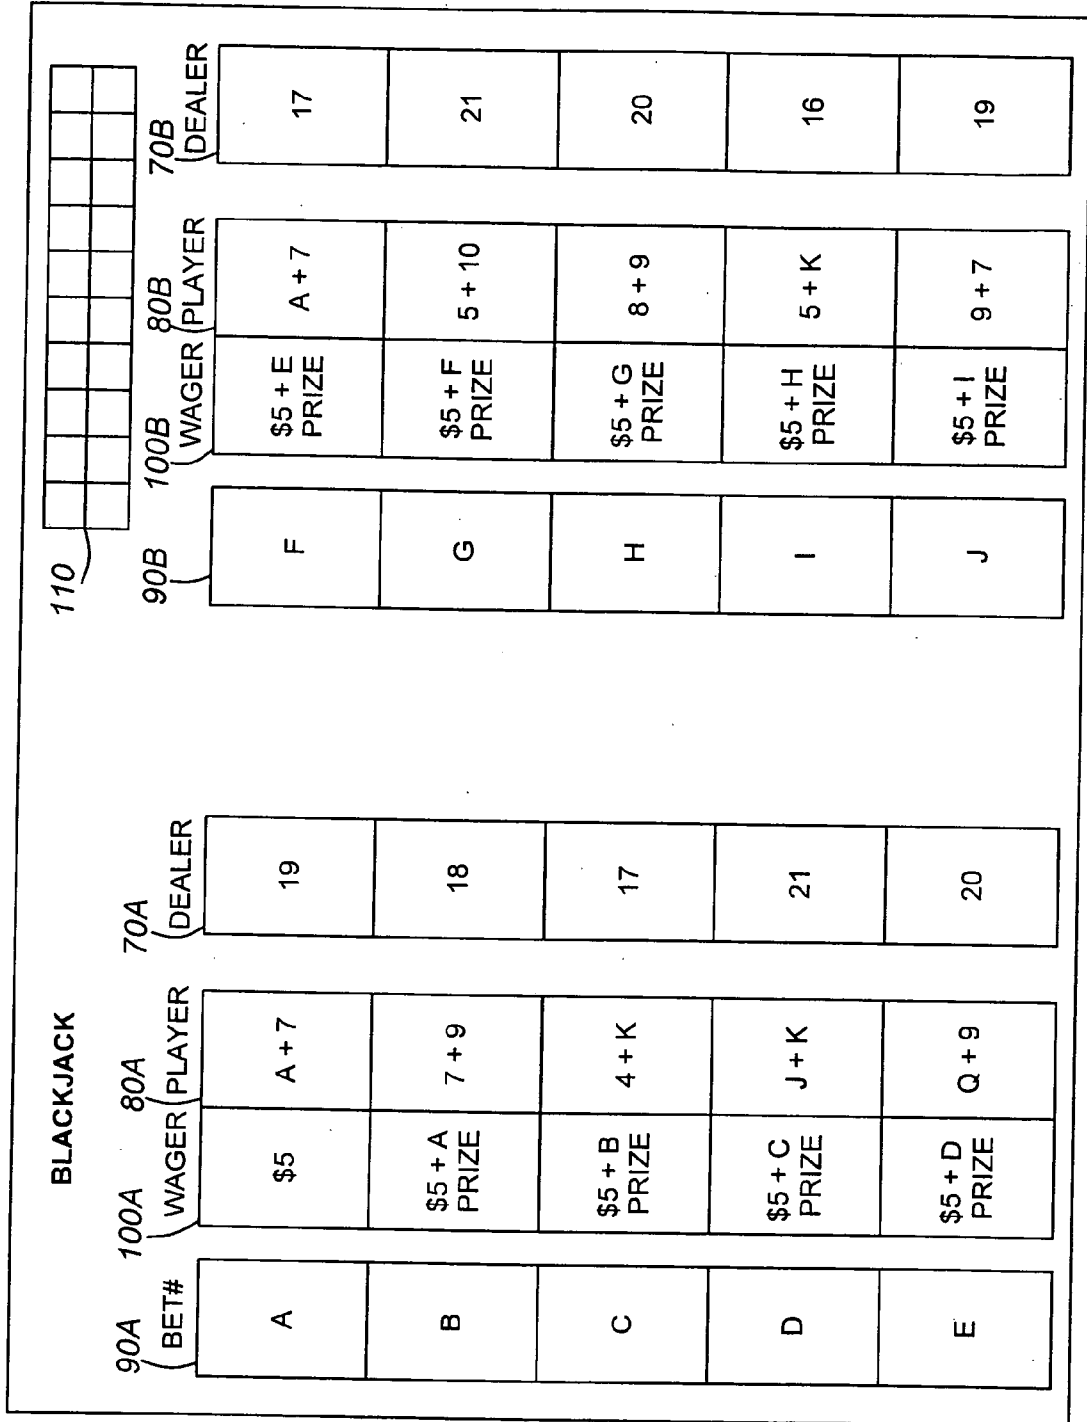 BLACKJACK
110
90A 100A 80A 70A 90B 100B 80B 70B
BET# WAGER PLAYER DEALER WAGER PLAYER DEALER
A $5 A + 7 19 F $5 + E PRIZE A + 7 17
B $5 + A PRIZE 7 + 9 18 G $5 + F PRIZE 5 + 10 21
C $5 + B PRIZE 4 + K 17 H $5 + G PRIZE 8 + 9 20
D $5 + C PRIZE J + K 21 I $5 + H PRIZE 5 + K 16
E $5 + D PRIZE Q + 9 20 J $5 + I PRIZE 9 + 7 19